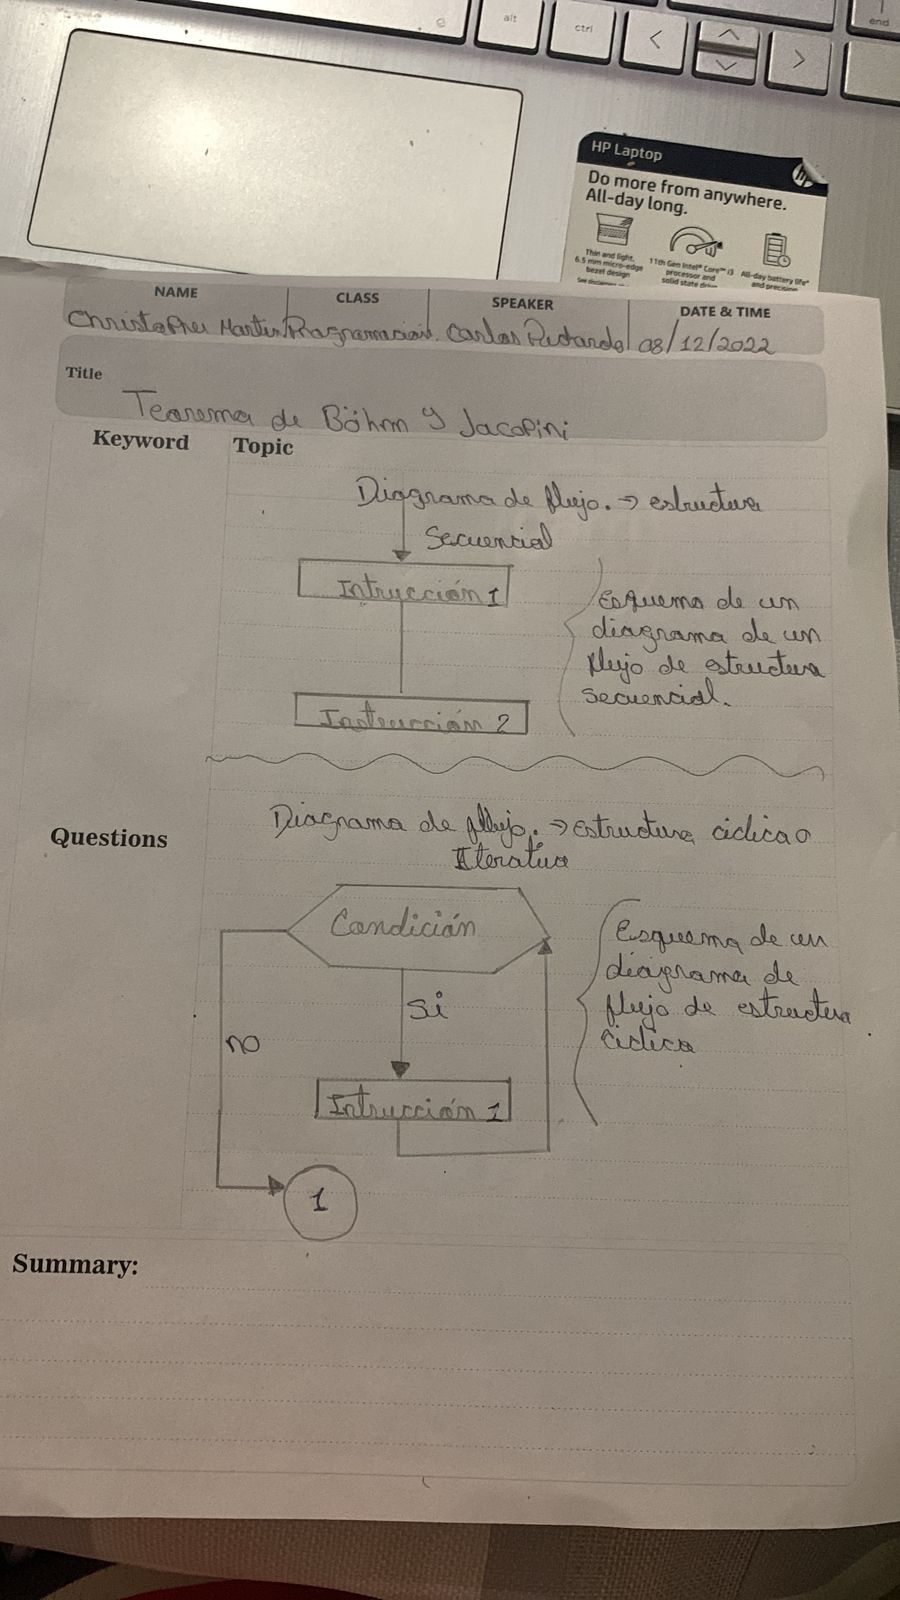 alt
ctrl
end
HP Laptop
Do more from anywhere.
All-day long.
Thin and light,
6.5 mm micro-edge
bezel design
11th Gen Intel® Core™ i3
processor and
solid state drive
All-day battery life*
and precision
NAME CLASS SPEAKER DATE & TIME
Christopher Programación Carlos 08/12/2022
Title
Teorema de Böhm y Jacopini
Keyword Topic
Diagrama de flujo. → estructura
Secuencial
Intrucción 1
Esquema de un
diagrama de un
flujo de estructura
secuencial.
Instrucción 2
Questions
Diagrama de flujo. → estructura ciclica o
Iterativa
Condición
Esquema de un
diagrama de
flujo de estructura
ciclica
si
no
Intrucción 1
1
Summary: